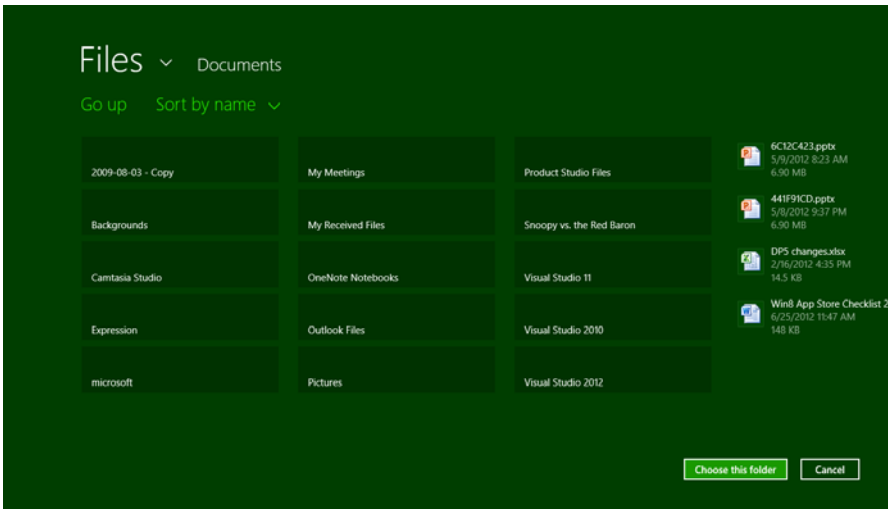 Files
Documents
Go up
Sort by name
2009-08-03 - Copy
Backgrounds
Camtasia Studio
Expression
microsoft
My Meetings
My Received Files
OneNote Notebooks
Outlook Files
Pictures
Product Studio Files
Snoopy vs. the Red Baron
Visual Studio 11
Visual Studio 2010
Visual Studio 2012
6C12C423.pptx
5/9/2012 8:23 AM
6.90 MB
441F91CD.pptx
5/8/2012 9:37 PM
6.90 MB
DP5 changes.xlsx
2/16/2012 4:35 PM
14.5 KB
Win8 App Store Checklist 2
6/25/2012 11:47 AM
148 KB
Choose this folder
Cancel